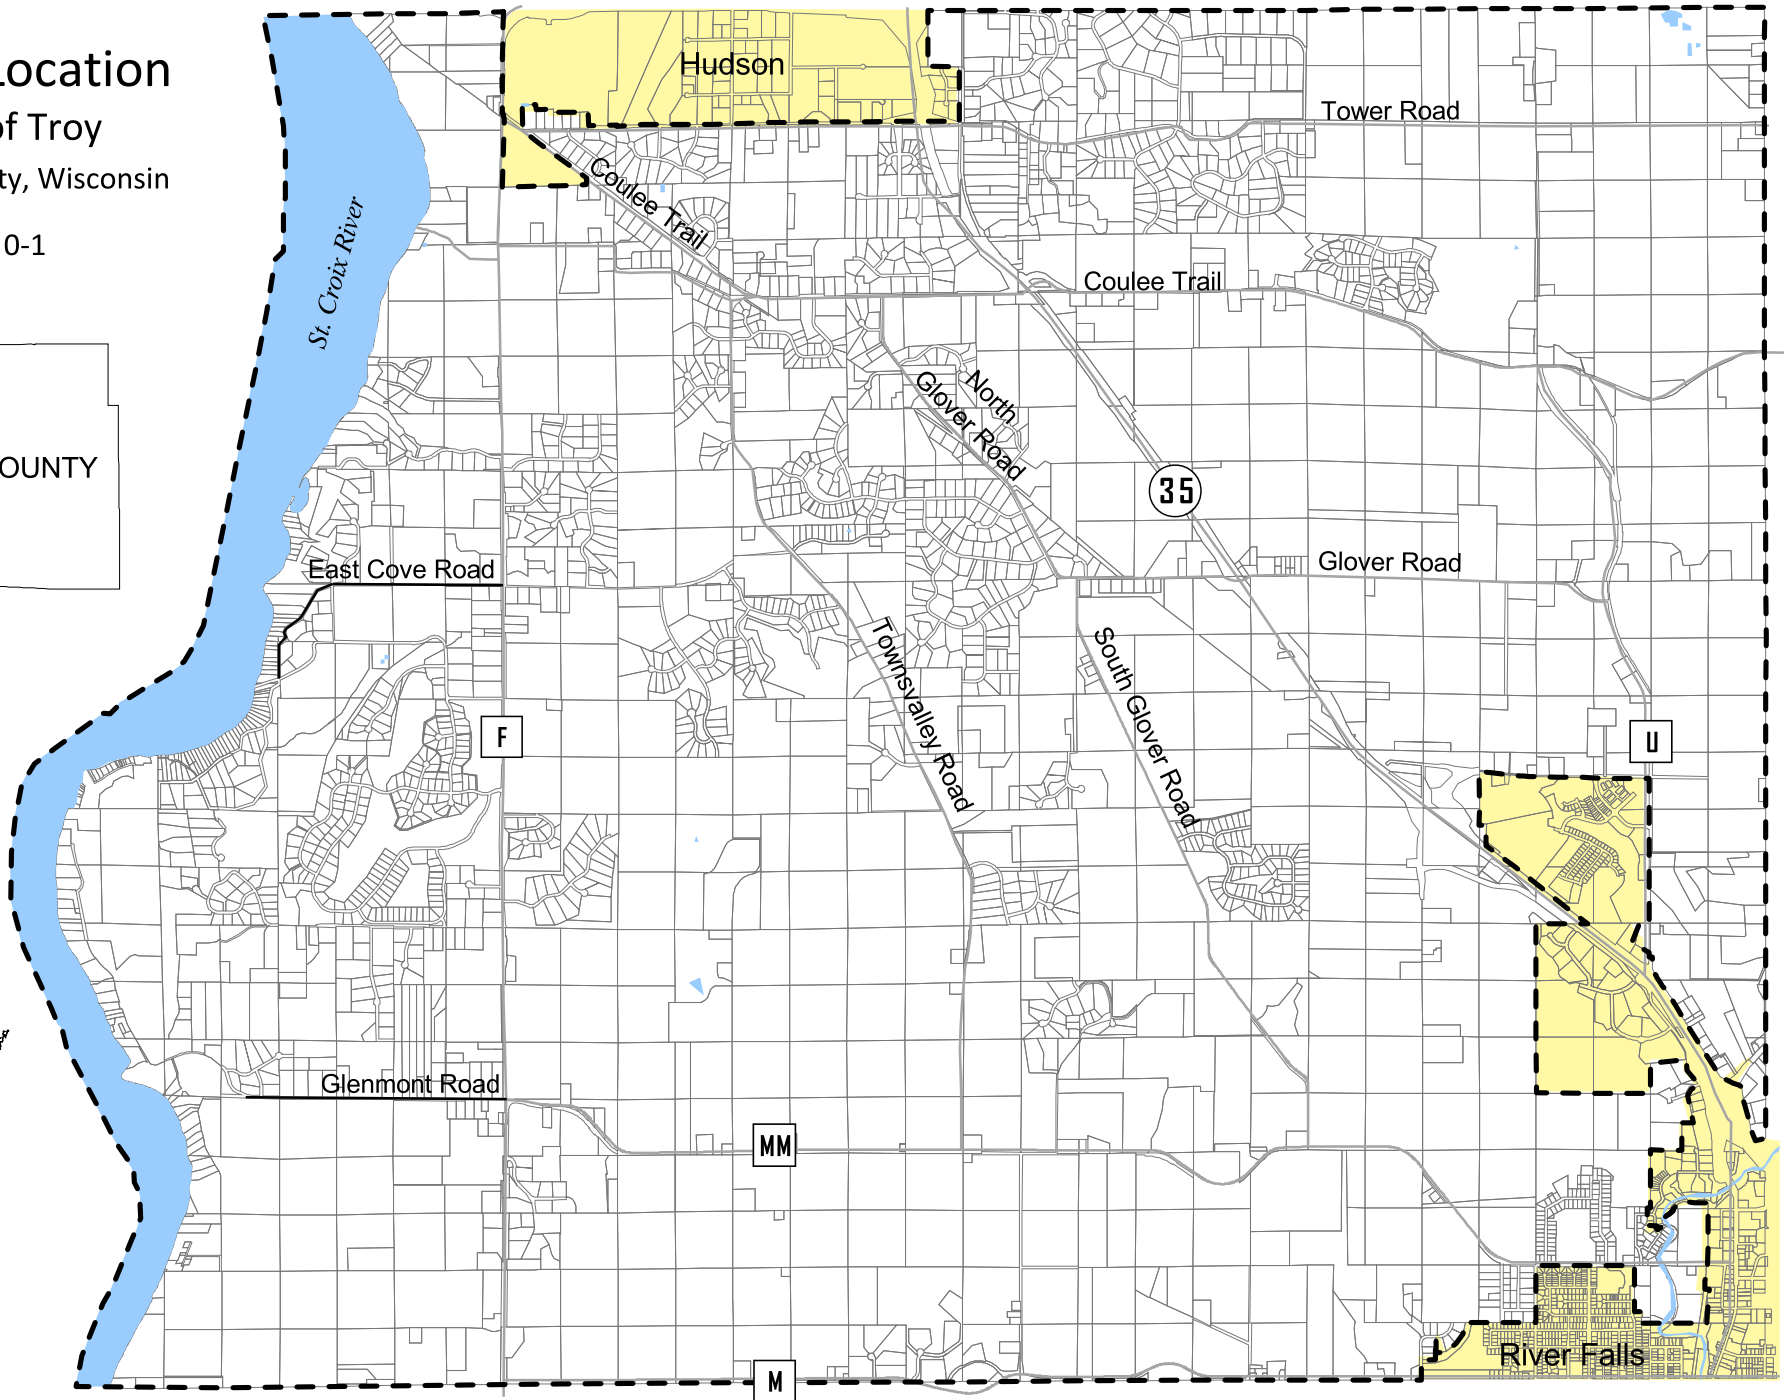 Location
of Troy
ty, Wisconsin
0-1
OUNTY
Hudson
Tower Road
Coulee Trail
St. Croix River
Coulee Trail
North
Glover Road
35
East Cove Road
Glover Road
Townsvalley Road
South Glover Road
F
U
Glenmont Road
MM
River Falls
M